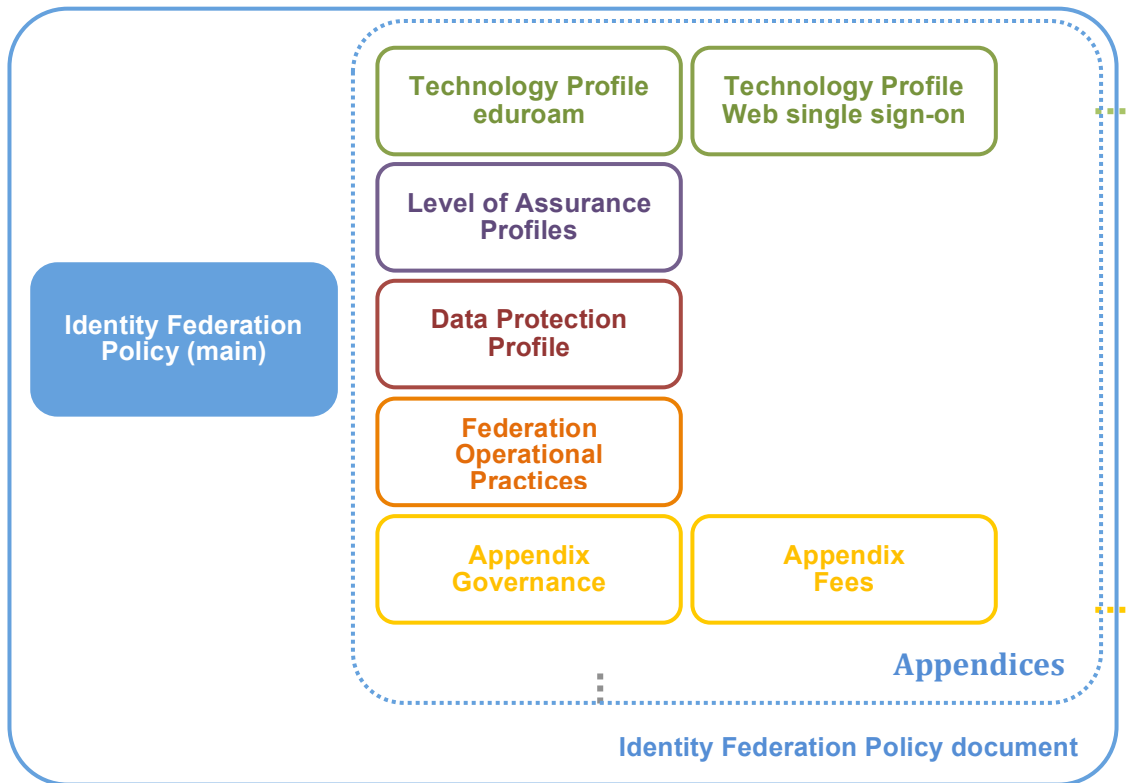 Technology Profile
eduroam
Technology Profile
Web single sign-on
Level of Assurance
Profiles
Identity Federation
Policy (main)
Data Protection
Profile
Federation
Operational
Practices
Appendix
Governance
Appendix
Fees
Appendices
Identity Federation Policy document